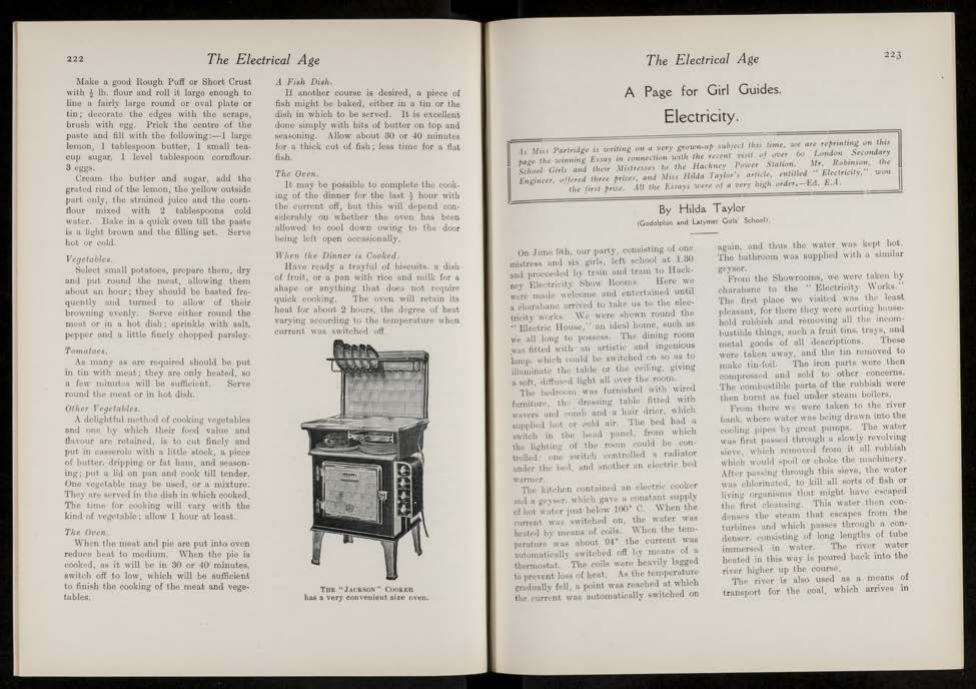 222
The Electrical Age
Make a good Rough Puff or Short Crust
with ½ lb. flour and roll it large enough to
line a fairly large round or oval plate or
tin; decorate the edges with the scraps,
brush with egg. Prick the centre of the
paste and fill with the following:—1 large
lemon, 1 tablespoon butter, 1 small tea-
cup sugar, 1 level tablespoon cornflour.
3 eggs.
Cream the butter and sugar, add the
grated rind of the lemon, the yellow outside
part only, the strained juice and the corn-
flour mixed with 2 tablespoons cold
water. Bake in a quick oven till the paste
is a light brown and the filling set. Serve
hot or cold.
Vegetables.
Select small potatoes, prepare them, dry
and put round the meat, allowing them
about an hour; they should be basted fre-
quently and turned to allow of their
browning evenly. Serve either round the
meat or in a hot dish; sprinkle with salt,
pepper and a little finely chopped parsley.
Tomatoes.
As many as are required should be put
in tin with meat; they are only heated, so
a few minutes will be sufficient. Serve
round the meat or in hot dish.
Other Vegetables.
A delightful method of cooking vegetables
and one by which their food value and
flavour are retained, is to cut finely and
put in casserole with a little stock, a piece
of butter, dripping or fat ham, and season-
ing; put a lid on pan and cook till tender.
One vegetable may be used, or a mixture.
They are served in the dish in which cooked.
The time for cooking will vary with the
kind of vegetable; allow 1 hour at least.
The Oven.
When the meat and pie are put into oven
reduce heat to medium. When the pie is
cooked, as it will be in 30 or 40 minutes,
switch off to low, which will be sufficient
to finish the cooking of the meat and vege-
tables.
A Fish Dish.
If another course is desired, a piece of
fish might be baked, either in a tin or the
dish in which to be served. It is excellent
done simply with bits of butter on top and
seasoning. Allow about 30 or 40 minutes
for a thick cut of fish; less time for a flat
fish.
The Oven.
It may be possible to complete the cook-
ing of the dinner for the last ½ hour with
the current off, but this will depend con-
siderably on whether the oven has been
allowed to cool down owing to the door
being left open occasionally.
When the Dinner is Cooked.
Have ready a trayful of biscuits, a dish
of fruit, or a pan with rice and milk for a
shape or anything that does not require
quick cooking. The oven will retain its
heat for about 2 hours, the degree of heat
varying according to the temperature when
current was switched off.
THE "JACKSON" COOKER
has a very convenient size oven.
The Electrical Age
223
A Page for Girl Guides.
Electricity.
As Miss Partridge is writing on a very grown-up subject this time, we are reprinting on this
page the winning Essay in connection with the recent visit of over 60 London Secondary
School Girls and their Mistresses to the Hackney Power Station. Mr. Robinson, the
Engineer, offered three prizes, and Miss Hilda Taylor's article, entitled "Electricity," won
the first prize. All the Essays were of a very high order.—Ed. E.A.
By Hilda Taylor
(Godolphin and Latymer Girls' School).
On June 9th, our party, consisting of one
mistress and six girls, left school at 1.30
and proceeded by train and tram to Hack-
ney Electricity Show Rooms. Here we
were made welcome and entertained until
a charabanc arrived to take us to the elec-
tricity works. We were shown round the
"Electric House," an ideal home, such as
we all long to possess. The dining room
was fitted with an artistic and ingenious
lamp, which could be switched on so as to
illuminate the table or the ceiling, giving
a soft, diffused light all over the room.
The bedroom was furnished with wired
furniture, the dressing table fitted with
wavers and comb and a hair drier, which
supplied hot or cold air. The bed had a
switch in the head panel, from which
the lighting of the room could be con-
trolled; one switch controlled a radiator
under the bed, and another an electric bed
warmer.
The kitchen contained an electric cooker
and a geyser, which gave a constant supply
of hot water just below 100° C. When the
current was switched on, the water was
heated by means of coils. When the tem-
perature was about 94° the current was
automatically switched off by means of a
thermostat. The coils were heavily lagged
to prevent loss of heat. As the temperature
gradually fell, a point was reached at which
the current was automatically switched on
again, and thus the water was kept hot.
The bathroom was supplied with a similar
geyser.
From the Showrooms, we were taken by
charabanc to the "Electricity Works."
The first place we visited was the least
pleasant, for there they were sorting house-
hold rubbish and removing all the incom-
bustible things, such a fruit tins, trays, and
metal goods of all descriptions. These
were taken away, and the tin removed to
make tin-foil. The iron parts were then
compressed and sold to other concerns.
The combustible parts of the rubbish were
then burnt as fuel under steam boilers.
From there we were taken to the river
bank, where water was being drawn into the
cooling pipes by great pumps. The water
was first passed through a slowly revolving
sieve, which removed from it all rubbish
which would spoil or choke the machinery.
After passing through this sieve, the water
was chlorinated, to kill all sorts of fish or
living organisms that might have escaped
the first cleansing. This water then con-
denses the steam that escapes from the
turbines and which passes through a con-
denser, consisting of long lengths of tube
immersed in water. The river water
heated in this way is poured back into the
river higher up the course.
The river is also used as a means of
transport for the coal, which arrives in